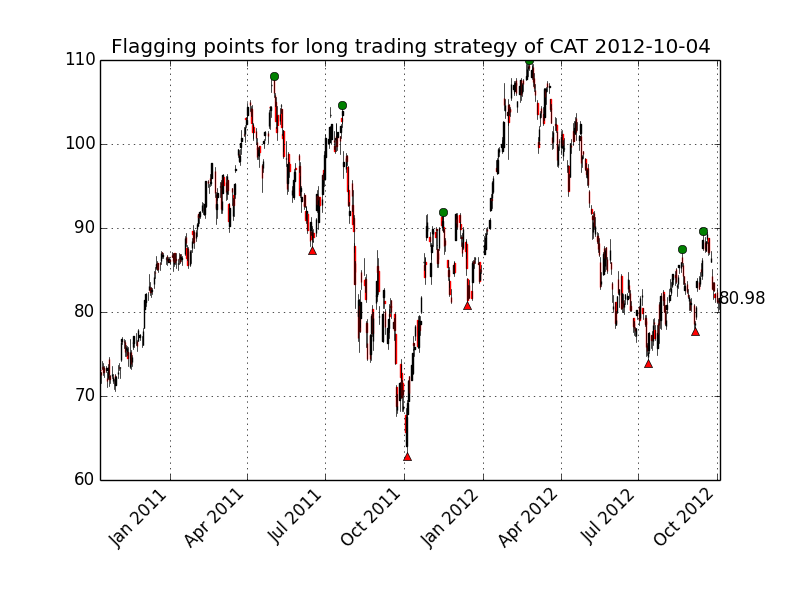 Flagging points for long trading strategy of CAT 2012-10-04
110
100
90
80
70
60
80.98
Jan 2011
Apr 2011
Jul 2011
Oct 2011
Jan 2012
Apr 2012
Jul 2012
Oct 2012